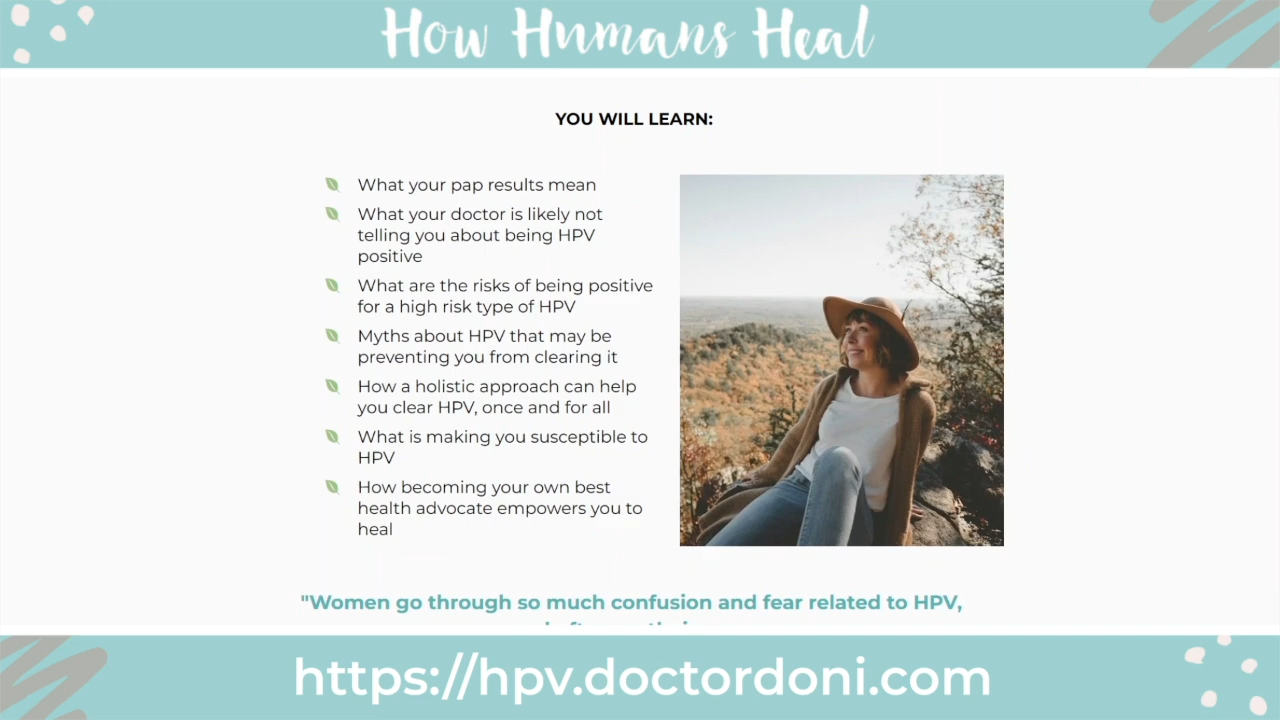 How Humans Heal
YOU WILL LEARN:
What your pap results mean
What your doctor is likely not
telling you about being HPV
positive
What are the risks of being positive
for a high risk type of HPV
Myths about HPV that may be
preventing you from clearing it
How a holistic approach can help
you clear HPV, once and for all
What is making you susceptible to
HPV
How becoming your own best
health advocate empowers you to
heal
"Women go through so much confusion and fear related to HPV,
https://hpv.doctordoni.com